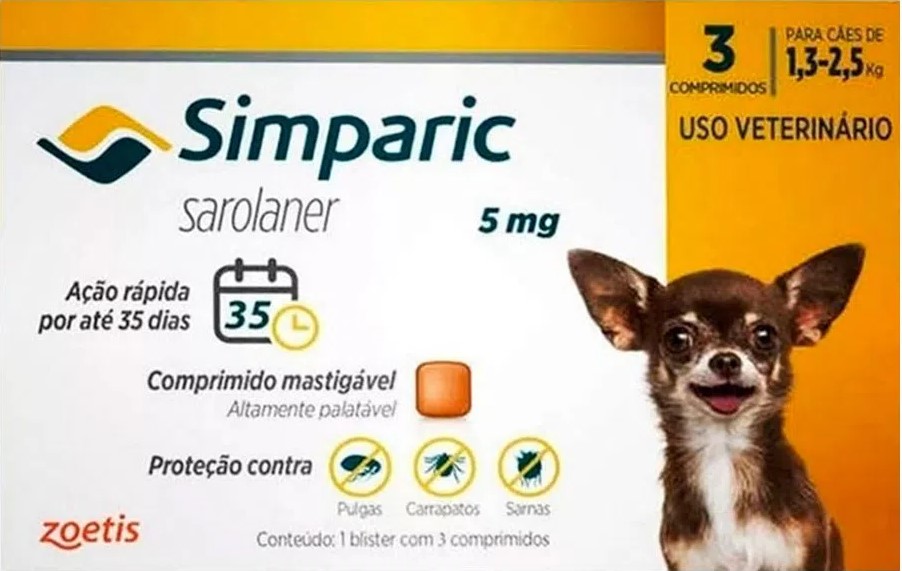 Simparic
sarolaner
5 mg
Ação rápida
por até 35 dias
35
Comprimido mastigável
Altamente palatável
Proteção contra
Pulgas
Carrapatos
Sarnas
zoetis
Conteúdo: 1 blister com 3 comprimidos
3
COMPRIMIDOS
PARA CÃES DE
1,3-2,5 Kg
USO VETERINÁRIO